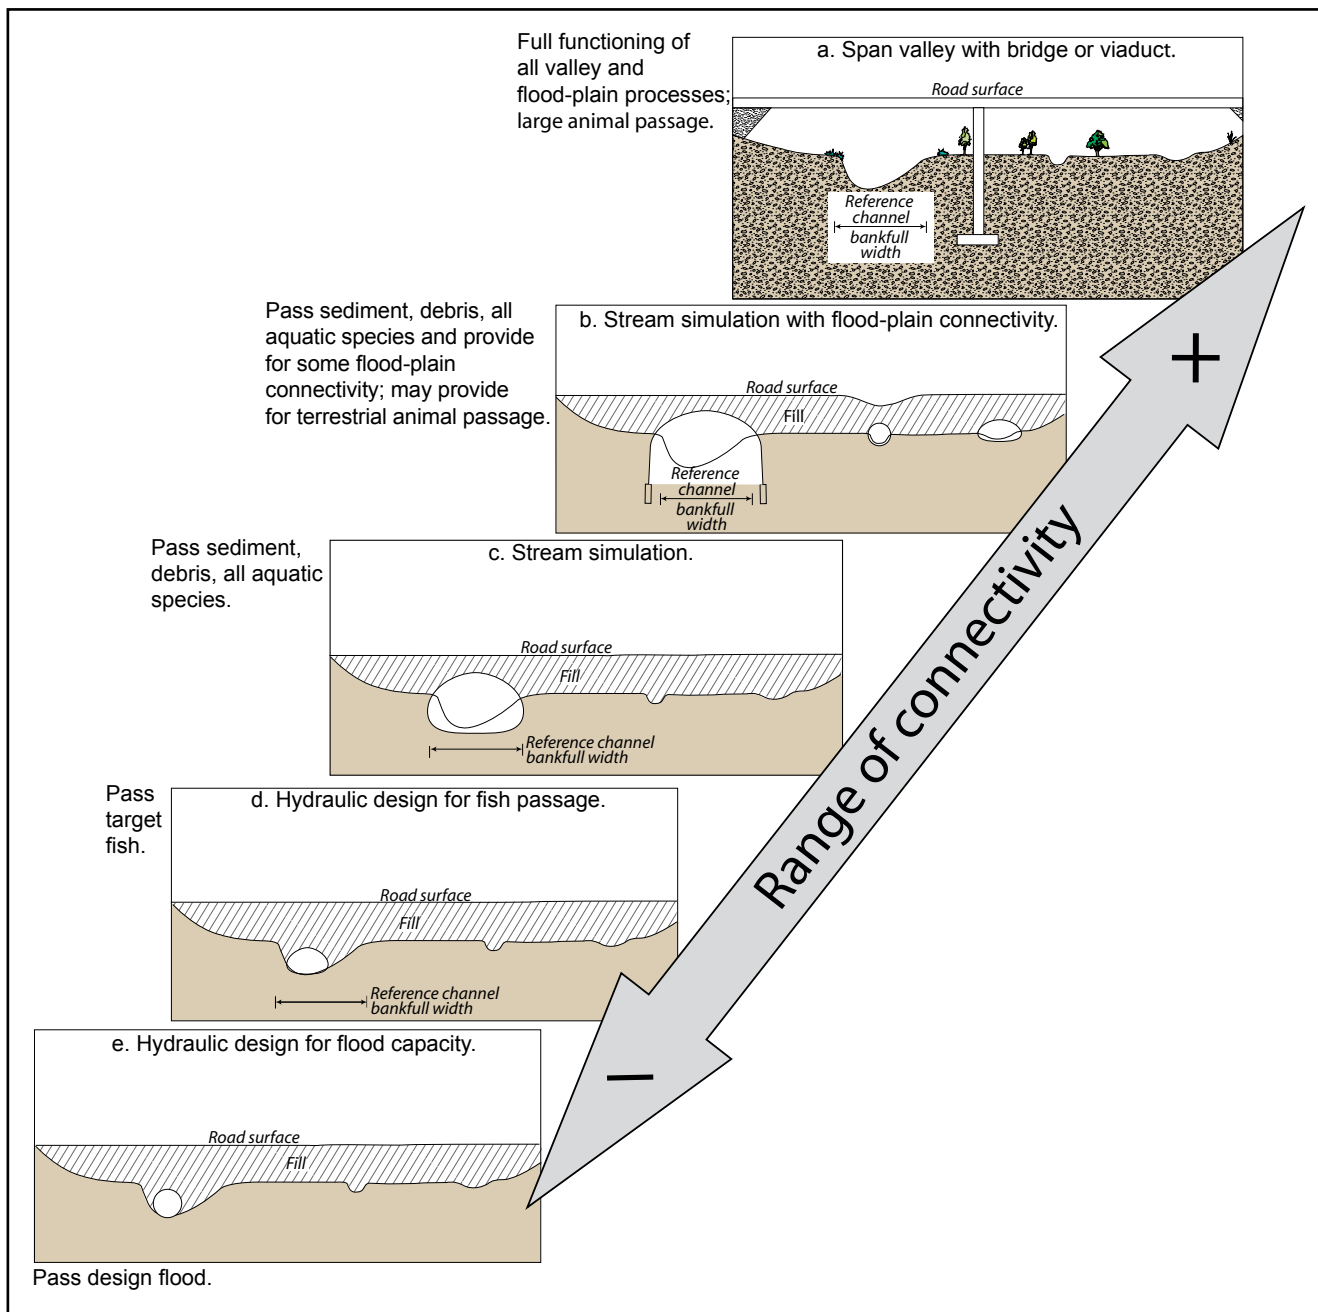 Full functioning of
all valley and
flood-plain processes;
large animal passage.
a. Span valley with bridge or viaduct.
Road surface
Reference
channel
bankfull
width
Pass sediment, debris, all
aquatic species and provide
for some flood-plain
connectivity; may provide
for terrestrial animal passage.
b. Stream simulation with flood-plain connectivity.
Road surface
Fill
Reference
channel
bankfull
width
+
Pass sediment,
debris, all aquatic
species.
c. Stream simulation.
Road surface
Fill
Reference channel
bankfull width
Range of connectivity
Pass
target
fish.
d. Hydraulic design for fish passage.
Road surface
Fill
Reference channel
bankfull width
–
e. Hydraulic design for flood capacity.
Road surface
Fill
Pass design flood.